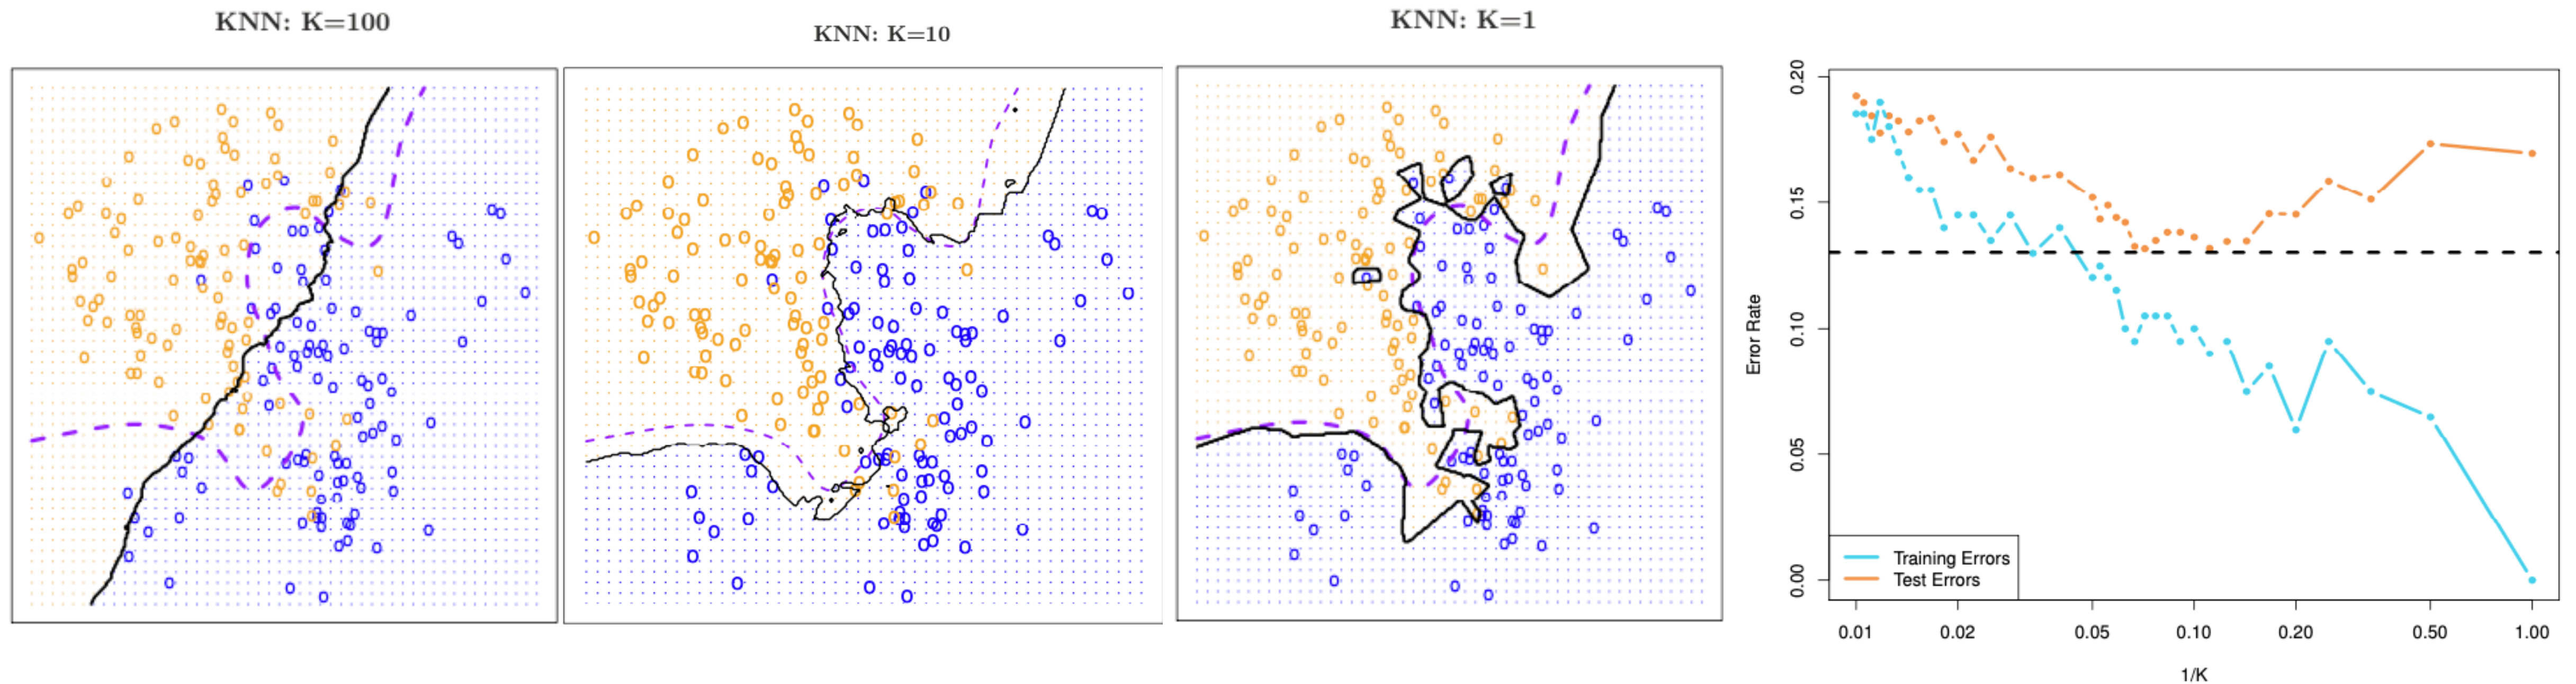 KNN: K=100
KNN: K=10
KNN: K=1
Error Rate
0.20
0.15
0.10
0.05
0.00
Training Errors
Test Errors
0.01 0.02 0.05 0.10 0.20 0.50 1.00
1/K